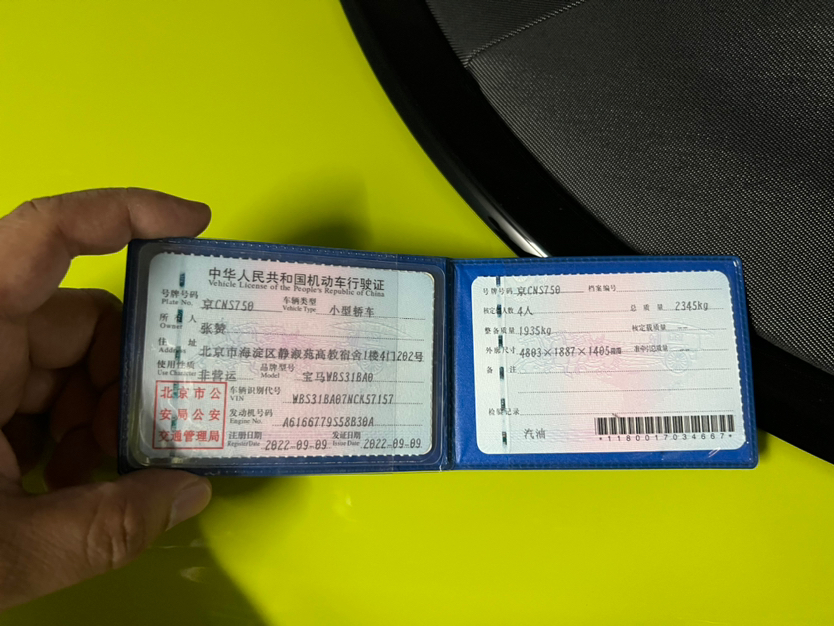 中华人民共和国机动车行驶证
Vehicle License of the People's Republic of China
号牌号码 京CNS750 车辆类型 小型轿车
Plate No. Vehicle Type
所有人 张赞
Owner
住址 北京市海淀区静淑苑高教宿舍1楼4门202号
Address
使用性质 非营运 品牌型号 宝马WBS31BA0
Use Character Model
北京市公安局公安交通管理局
车辆识别代号 WBS31BA07NCK57157
VIN
发动机号码 A6166779S58B30A
Engine No.
注册日期 2022-09-09 发证日期 2022-09-09
Register Date Issue Date
号牌号码 京CNS750 档案编号
核定载人数 4人 总质量 2345kg
整备质量 1935kg 核定载质量 --
外廓尺寸 4803×1887×1405mm --
备注
检验记录
汽油
*1180017034667*